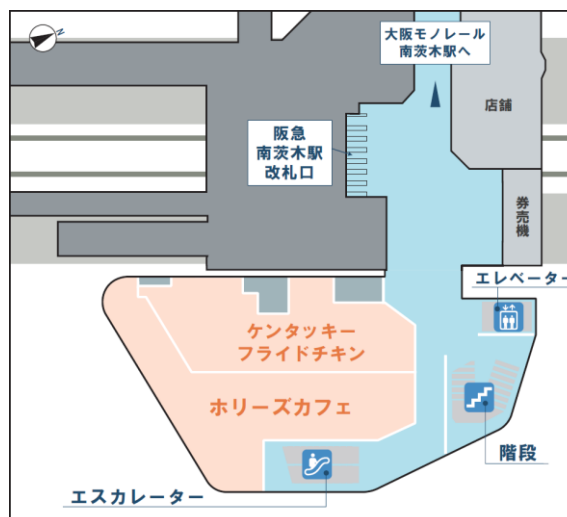 N
大阪モノレール
南茨木駅へ
店舗
阪急
南茨木駅
改札口
券売機
エレベーター
ケンタッキー
フライドチキン
ホリーズカフェ
階段
エスカレーター